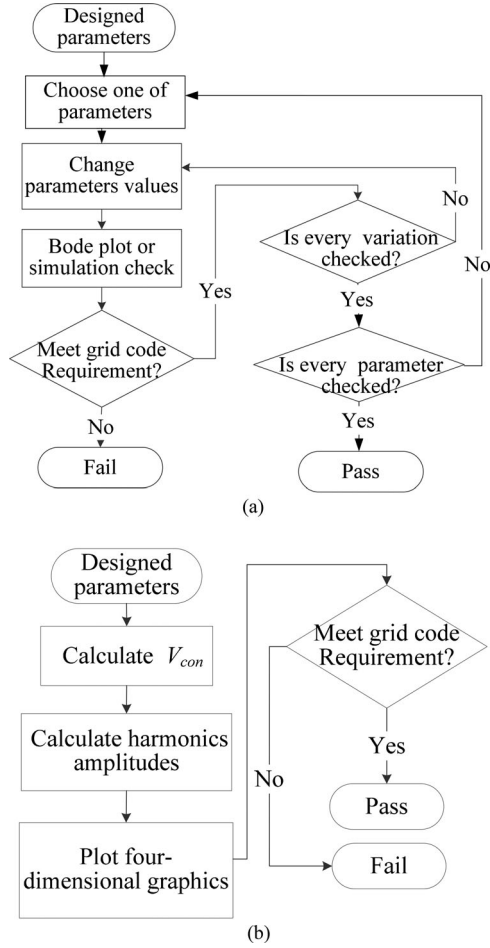 Designed
parameters
Choose one of
parameters
Change
parameters values
Bode plot or
simulation check
Meet grid code
Requirement?
No
Fail
Yes
Is every variation
checked?
No
Yes
Is every parameter
checked?
No
Yes
Pass
(a)
Designed
parameters
Calculate Vcon
Calculate harmonics
amplitudes
Plot four-
dimensional graphics
Meet grid code
Requirement?
Yes
No
Pass
Fail
(b)